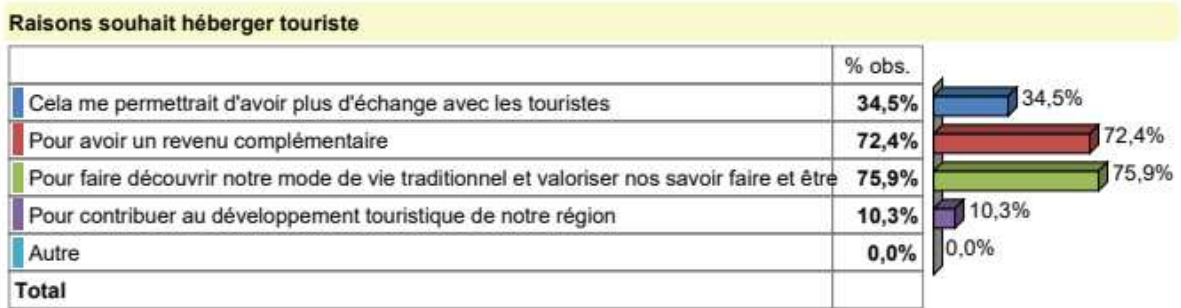 Raisons souhait héberger touriste
% obs.
Cela me permettrait d'avoir plus d'échange avec les touristes 34,5% 34,5%
Pour avoir un revenu complémentaire 72,4% 72,4%
Pour faire découvrir notre mode de vie traditionnel et valoriser nos savoir faire et être 75,9% 75,9%
Pour contribuer au développement touristique de notre région 10,3% 10,3%
Autre 0,0% 0,0%
Total